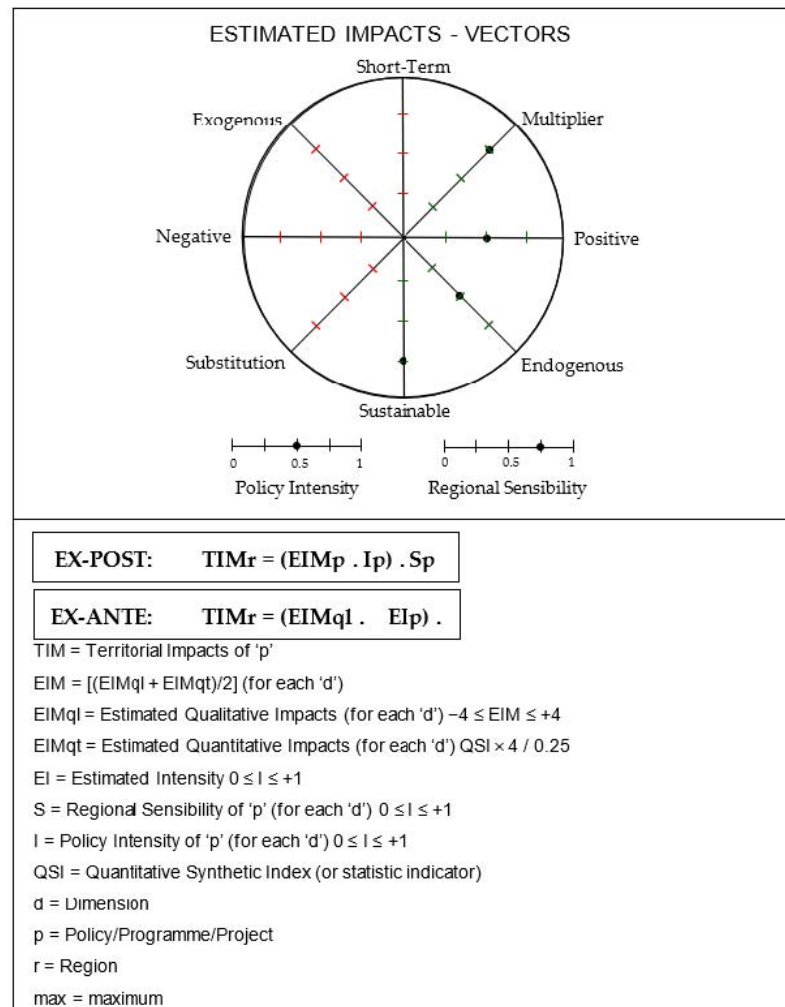 ESTIMATED IMPACTS - VECTORS
Short-Term
Exogenous
Multiplier
Negative
Positive
Substitution
Endogenous
Sustainable
0 0.5 1
0 0.5 1
Policy Intensity
Regional Sensibility
EX-POST: TIMr = (EIMp . Ip) . Sp
EX-ANTE: TIMr = (EIMql . EIp) .
TIM = Territorial Impacts of ‘p’
EIM = [(EIMql + EIMqt)/2] (for each ‘d’)
EIMql = Estimated Qualitative Impacts (for each ‘d’) −4 ≤ EIM ≤ +4
EIMqt = Estimated Quantitative Impacts (for each ‘d’) QSI × 4 / 0.25
EI = Estimated Intensity 0 ≤ I ≤ +1
S = Regional Sensibility of ‘p’ (for each ‘d’) 0 ≤ I ≤ +1
I = Policy Intensity of ‘p’ (for each ‘d’) 0 ≤ I ≤ +1
QSI = Quantitative Synthetic Index (or statistic indicator)
d = Dimension
p = Policy/Programme/Project
r = Region
max = maximum